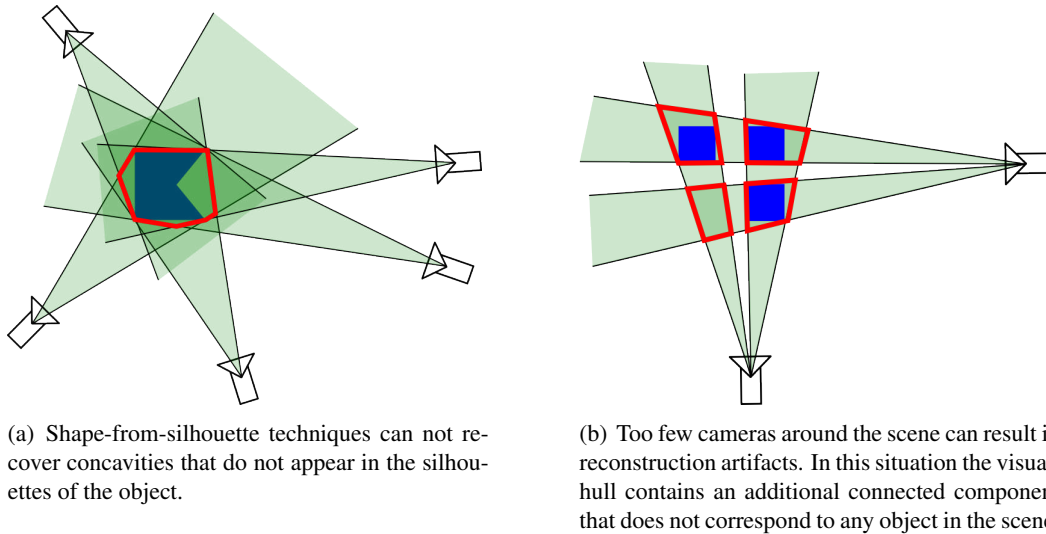 (a) Shape-from-silhouette techniques can not re-
cover concavities that do not appear in the silhou-
ettes of the object.
(b) Too few cameras around the scene can result i
reconstruction artifacts. In this situation the visua
hull contains an additional connected componen
that does not correspond to any object in the scene